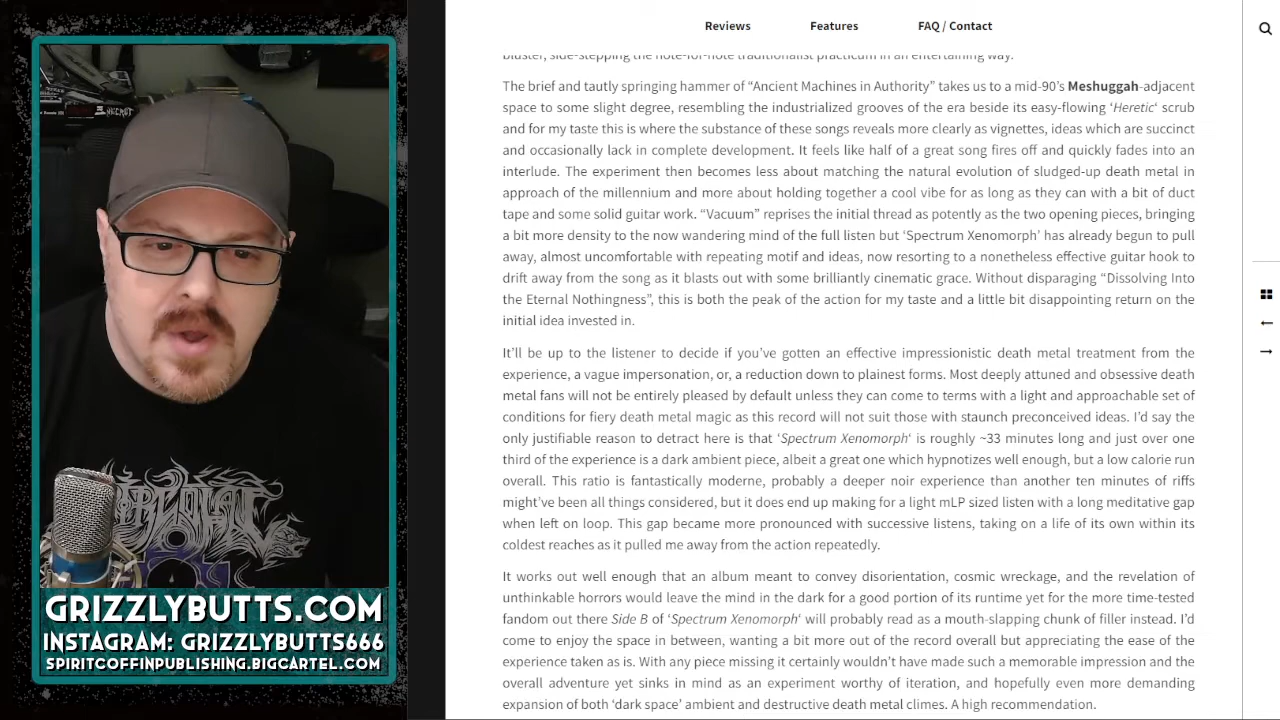 Reviews Features FAQ / Contact
bluster, side-stepping the note-for-note traditionalist practicum in an entertaining way.
The brief and tautly springing hammer of “Ancient Machines in Authority” takes us to a mid-90’s Meshuggah-adjacent
space to some slight degree, resembling the industrialized grooves of the era beside its easy-flowing ‘Heretic‘ scrub
and for my taste this is where the substance of these songs reveals more clearly as vignettes, ideas which are succinct
and occasionally lack in complete development. It feels like half of a great song fires off and quickly fades into an
interlude. The experiment then becomes less about matching the natural evolution of sludged-up death metal in
approach of the millennium and more about holding together a cool vibe for as long as they can with a bit of duct
tape and some solid guitar work. “Vacuum” reprises the initial thread as potently as the two opening pieces, bringing
a bit more density to the now wandering mind of the full listen but ‘Spectrum Xenomorph’ has already begun to pull
away, almost uncomfortable with repeating motif and ideas, now resorting to a nonetheless effective guitar hook to
drift away from the song as it blasts out with some brilliantly cinematic grace. Without disparaging “Dissolving Into
the Eternal Nothingness”, this is both the peak of the action for my taste and a little bit disappointing return on the
initial idea invested in.
It’ll be up to the listener to decide if you’ve gotten an effective impressionistic death metal treatment from the
experience, a vague impersonation, or, a reduction down to plainest forms. Most deeply attuned and obsessive death
metal fans will not be entirely pleased by default unless they can come to terms with a light and approachable set of
conditions for fiery death metal magic as this record will not suit those with staunch preconceived ideas. I’d say the
only justifiable reason to detract here is that ‘Spectrum Xenomorph‘ is roughly ~33 minutes long and just over one
third of the experience is a dark ambient piece, albeit a great one which hypnotizes well enough, but a low calorie run
overall. This ratio is fantastically moderne, probably a deeper noir experience than another ten minutes of riffs
might’ve been all things considered, but it does end up making for a light mLP sized listen with a long meditative gap
when left on loop. This gap became more pronounced with successive listens, taking on a life of its own within its
coldest reaches as it pulled me away from the action repeatedly.
It works out well enough that an album meant to convey disorientation, cosmic wreckage, and the revelation of
unthinkable horrors would leave the mind in the dark for a good portion of its runtime yet for the more time-tested
fandom out there Side B of ‘Spectrum Xenomorph‘ will probably read as a mouth-slapping chunk of filler instead. I’d
come to enjoy the space in between, wanting a bit more out of the record overall but appreciating the ease of the
experience taken as is. With any piece missing it certainly wouldn’t have made such a memorable impression and the
overall adventure yet sinks in mind as an experiment worthy of iteration, and hopefully even more demanding
expansion of both ‘dark space’ ambient and destructive death metal climes. A high recommendation.
GRIZZLYBUTTS.COM
INSTAGRAM: GRIZZLYBUTTS666
SPIRITCOFFINPUBLISHING.BIGCARTEL.COM